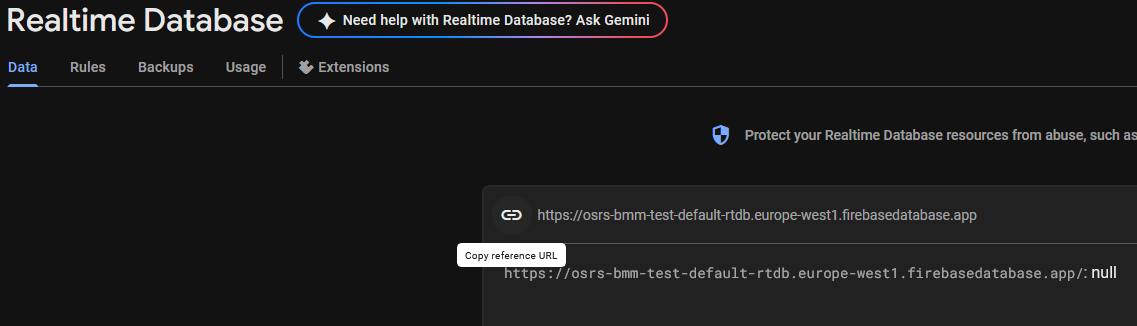 Realtime Database
Need help with Realtime Database? Ask Gemini
Data Rules Backups Usage Extensions
Protect your Realtime Database resources from abuse, such as
https://osrs-bmm-test-default-rtdb.europe-west1.firebasedatabase.app
Copy reference URL
https://osrs-bmm-test-default-rtdb.europe-west1.firebasedatabase.app/: null